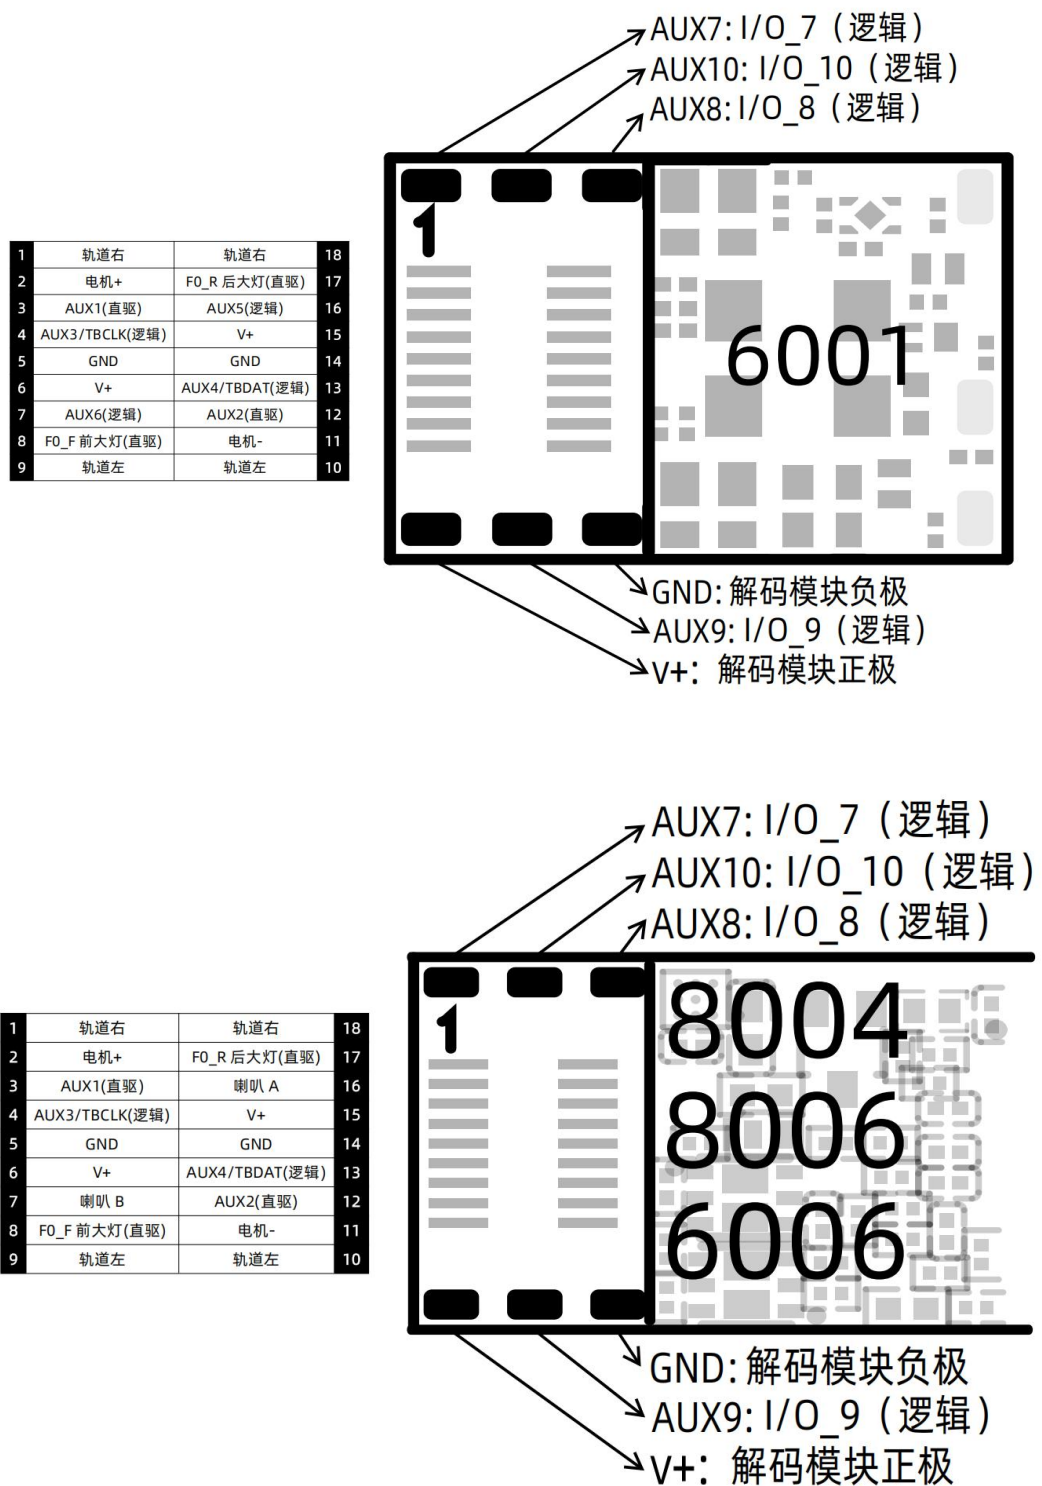 AUX7: I/O_7（逻辑）
AUX10: I/O_10（逻辑）
AUX8: I/O_8（逻辑）
1
1 轨道右 轨道右 18
2 电机+ F0_R 后大灯(直驱) 17
3 AUX1(直驱) AUX5(逻辑) 16
4 AUX3/TBCLK(逻辑) V+ 15
5 GND GND 14
6 V+ AUX4/TBDAT(逻辑) 13
7 AUX6(逻辑) AUX2(直驱) 12
8 F0_F 前大灯(直驱) 电机- 11
9 轨道左 轨道左 10
6001
GND: 解码模块负极
AUX9: I/O_9（逻辑）
V+: 解码模块正极
AUX7: I/O_7（逻辑）
AUX10: I/O_10（逻辑）
AUX8: I/O_8（逻辑）
1
1 轨道右 轨道右 18
2 电机+ F0_R 后大灯(直驱) 17
3 AUX1(直驱) 喇叭 A 16
4 AUX3/TBCLK(逻辑) V+ 15
5 GND GND 14
6 V+ AUX4/TBDAT(逻辑) 13
7 喇叭 B AUX2(直驱) 12
8 F0_F 前大灯(直驱) 电机- 11
9 轨道左 轨道左 10
8004
8006
6006
GND: 解码模块负极
AUX9: I/O_9（逻辑）
V+: 解码模块正极